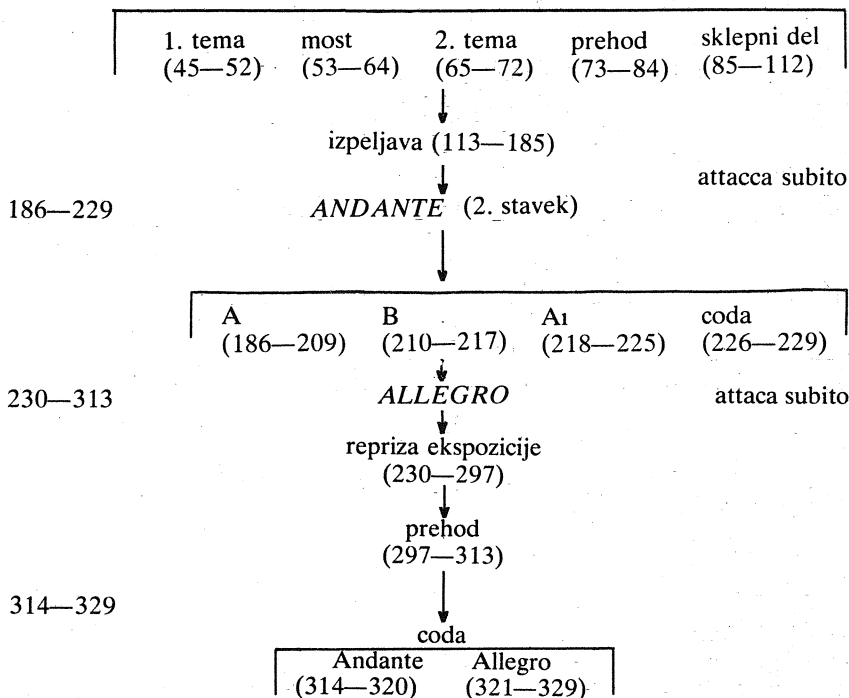 1. tema most 2. tema prehod sklepni del
(45—52) (53—64) (65—72) (73—84) (85—112)
izpeljava (113—185)
attacca subito
186—229 ANDANTE (2. stavek)
A B A1 coda
(186—209) (210—217) (218—225) (226—229)
230—313 ALLEGRO attaca subito
repriza ekspozicije
(230—297)
prehod
(297—313)
314—329
coda
Andante Allegro
(314—320) (321—329)